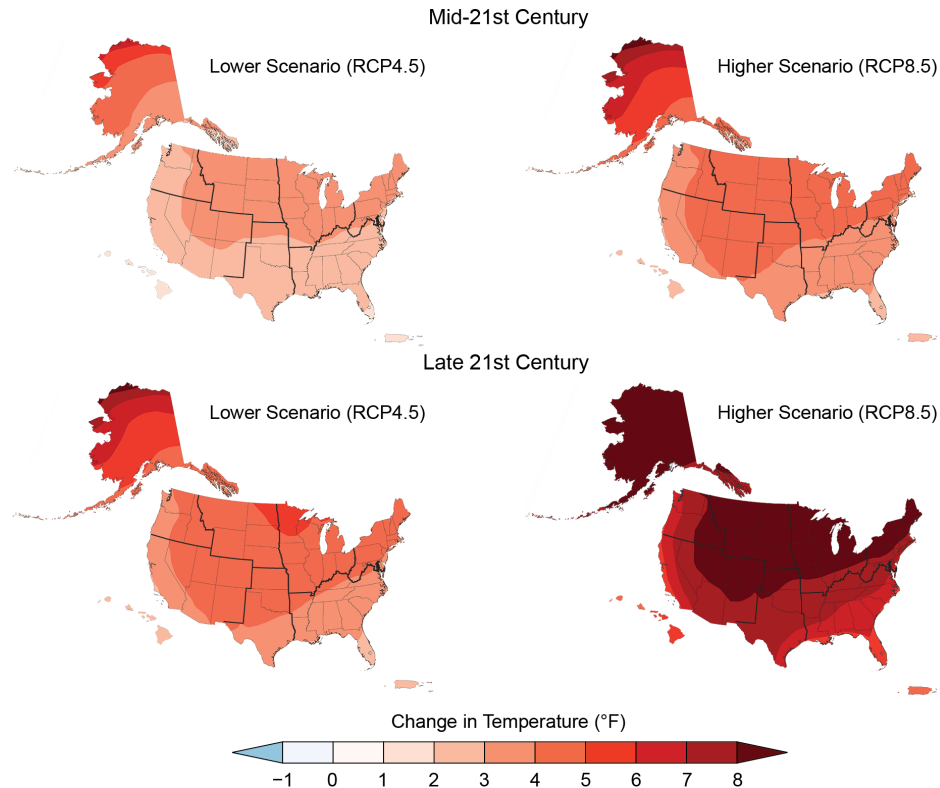 Mid-21st Century
Lower Scenario (RCP4.5)
Higher Scenario (RCP8.5)
Late 21st Century
Lower Scenario (RCP4.5)
Higher Scenario (RCP8.5)
Change in Temperature (°F)
−1 0 1 2 3 4 5 6 7 8